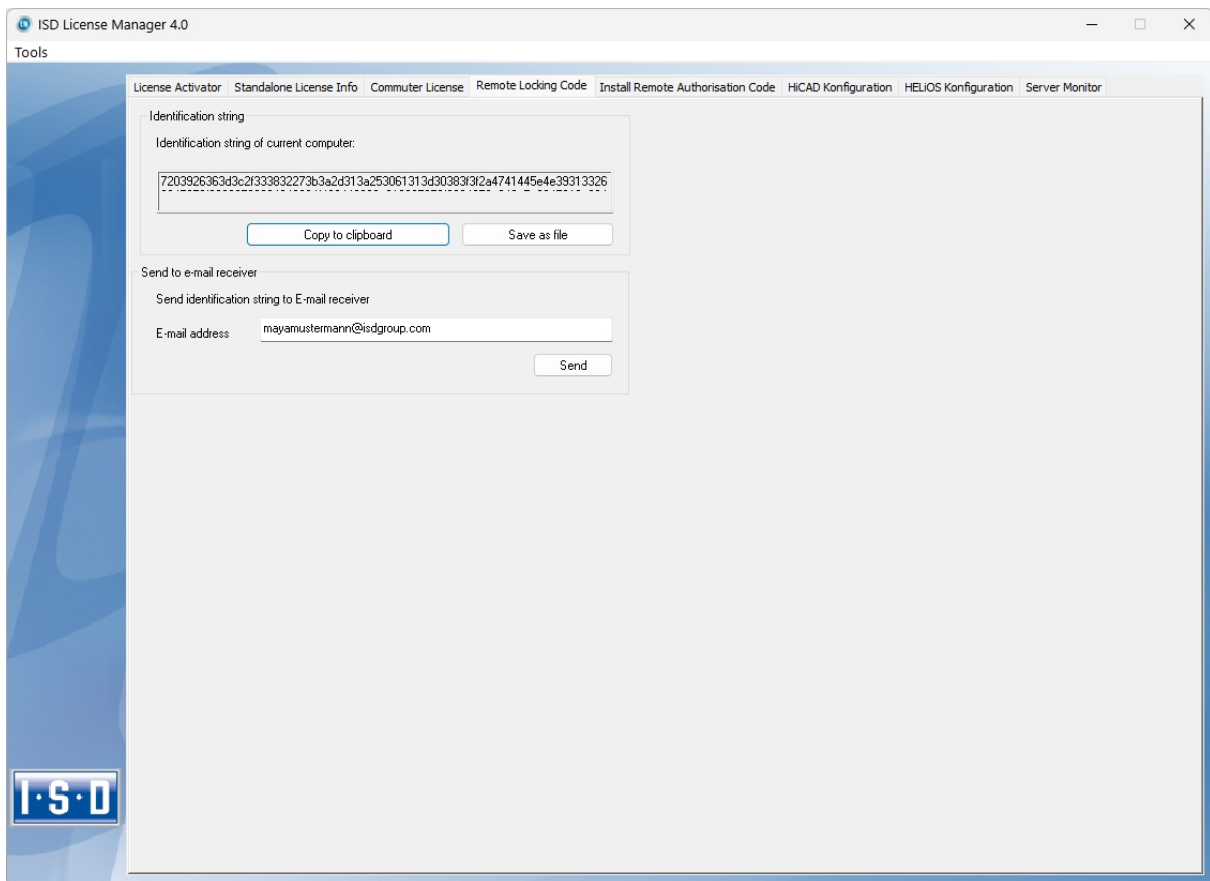 ISD License Manager 4.0
Tools
License Activator Standalone License Info Commuter License Remote Locking Code Install Remote Authorisation Code HiCAD Konfiguration HELiOS Konfiguration Server Monitor
Identification string
Identification string of current computer:
7203926363d3c2f333832273b3a2d313a253061313d30383f3f2a4741445e4e39313326
Copy to clipboard Save as file
Send to e-mail receiver
Send identification string to E-mail receiver
E-mail address mayamustermann@isdgroup.com
Send
I·S·D